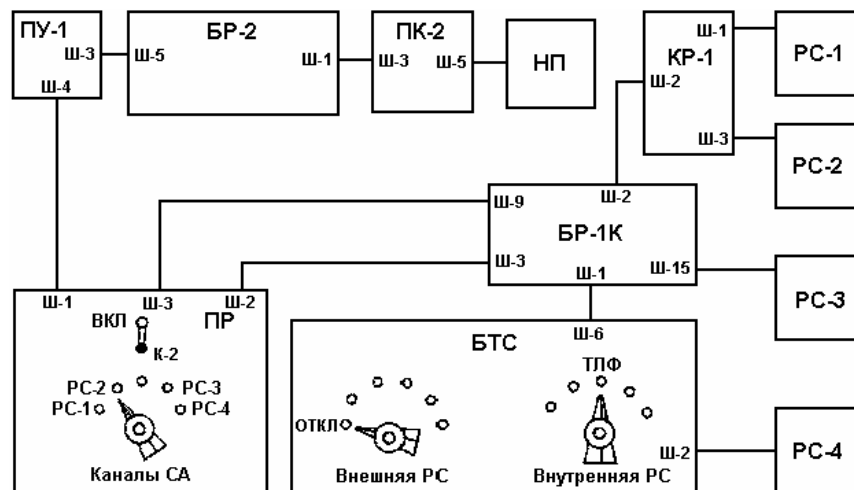 ПУ-1
Ш-3
Ш-4
БР-2
Ш-5
Ш-1
ПК-2
Ш-3
Ш-5
НП
КР-1
Ш-1
Ш-2
Ш-3
РС-1
РС-2
Ш-2
Ш-9
БР-1К
Ш-3
Ш-1
Ш-15
РС-3
Ш-1
Ш-3
Ш-2
ПР
ВКЛ
К-2
РС-2
РС-3
РС-1
РС-4
Каналы СА
Ш-6
БТС
ТЛФ
ОТКЛ
Внешняя РС
Внутренняя РС
Ш-2
РС-4